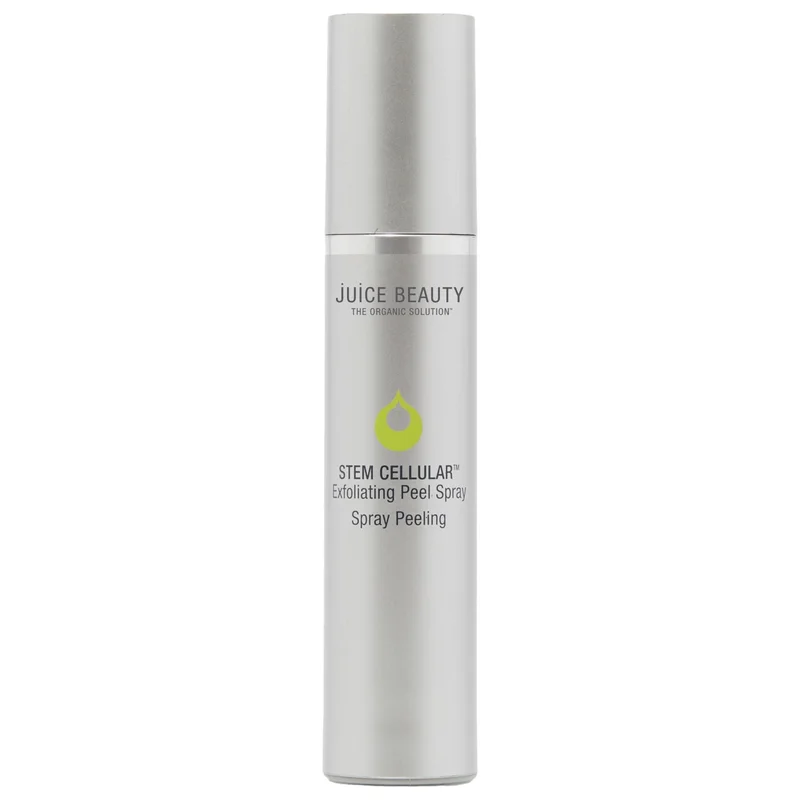 JUICE BEAUTY
THE ORGANIC SOLUTION™
STEM CELLULAR™
Exfoliating Peel Spray
Spray Peeling